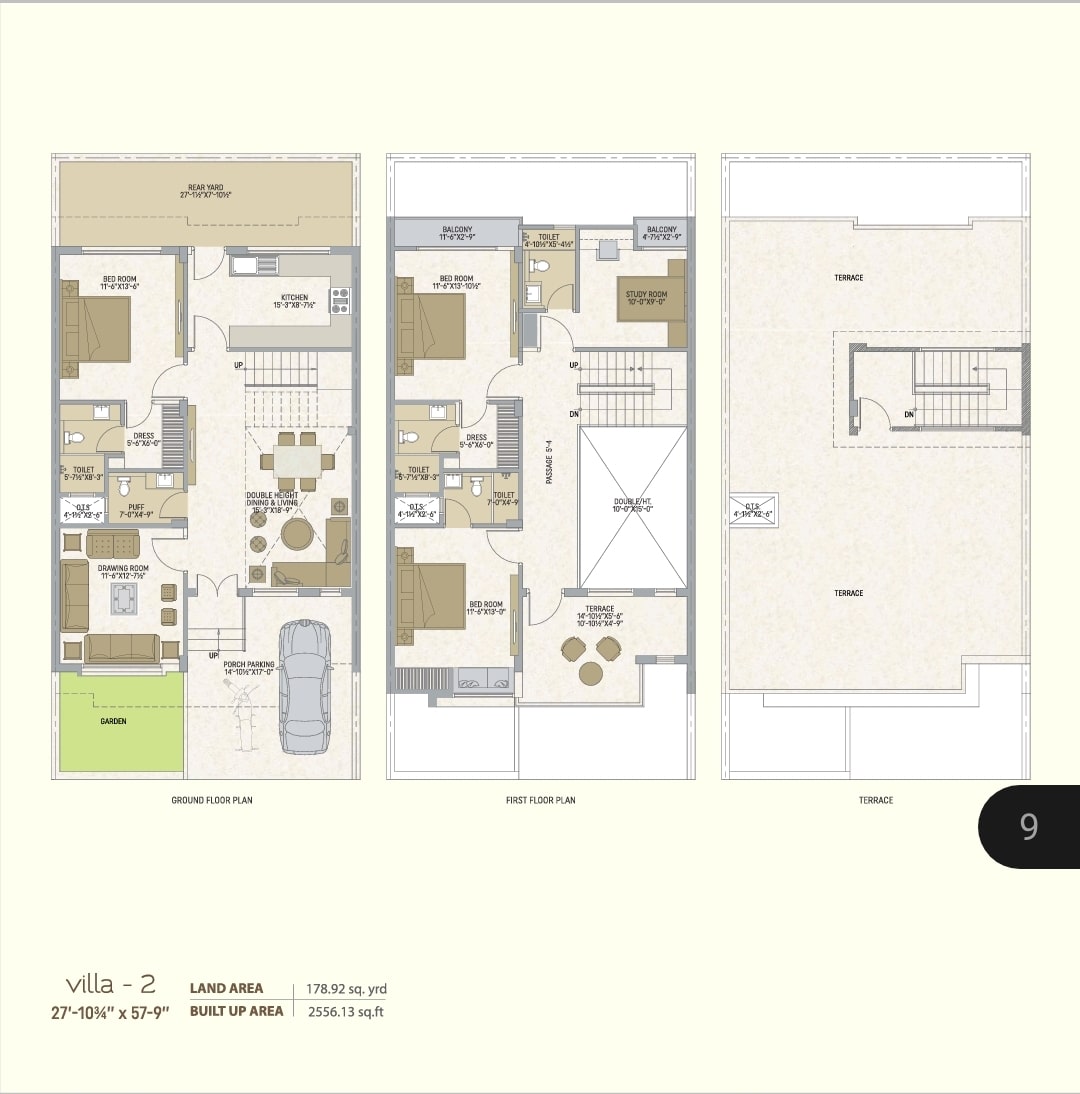 REAR YARD
27'-1½"X7'-10½"
BED ROOM
11'-6"X13'-6"
KITCHEN
15'-3"X8'-7½"
UP
DRESS
5'-6"X6'-0"
TOILET
5'-7½"X8'-3"
O.T.S.
4'-1½"X2'-6"
PUFF
7'-0"X4'-9"
DOUBLE HEIGHT
DINING & LIVING
15'-3"X18'-9"
DRAWING ROOM
11'-6"X12'-7½"
UP
PORCH PARKING
14'-10½"X17'-0"
GARDEN
GROUND FLOOR PLAN
BALCONY
11'-6"X2'-9"
TOILET
4'-10½"X5'-4½"
BALCONY
4'-7½"X2'-9"
BED ROOM
11'-6"X13'-10½"
STUDY ROOM
10'-0"X9'-0"
UP
DN
DRESS
5'-6"X6'-0"
PASSAGE 5'-4
TOILET
5'-7½"X8'-3"
O.T.S.
4'-1½"X2'-6"
TOILET
7'-0"X4'-9"
DOUBLE/HT.
10'-0"X15'-0"
BED ROOM
11'-6"X13'-0"
TERRACE
14'-10½"X5'-6"
10'-10½"X4'-9"
FIRST FLOOR PLAN
TERRACE
DN
O.T.S.
4'-1½"X2'-6"
TERRACE
TERRACE
9
villa - 2
27'-10¾" x 57-9"
LAND AREA 178.92 sq. yrd
BUILT UP AREA 2556.13 sq.ft